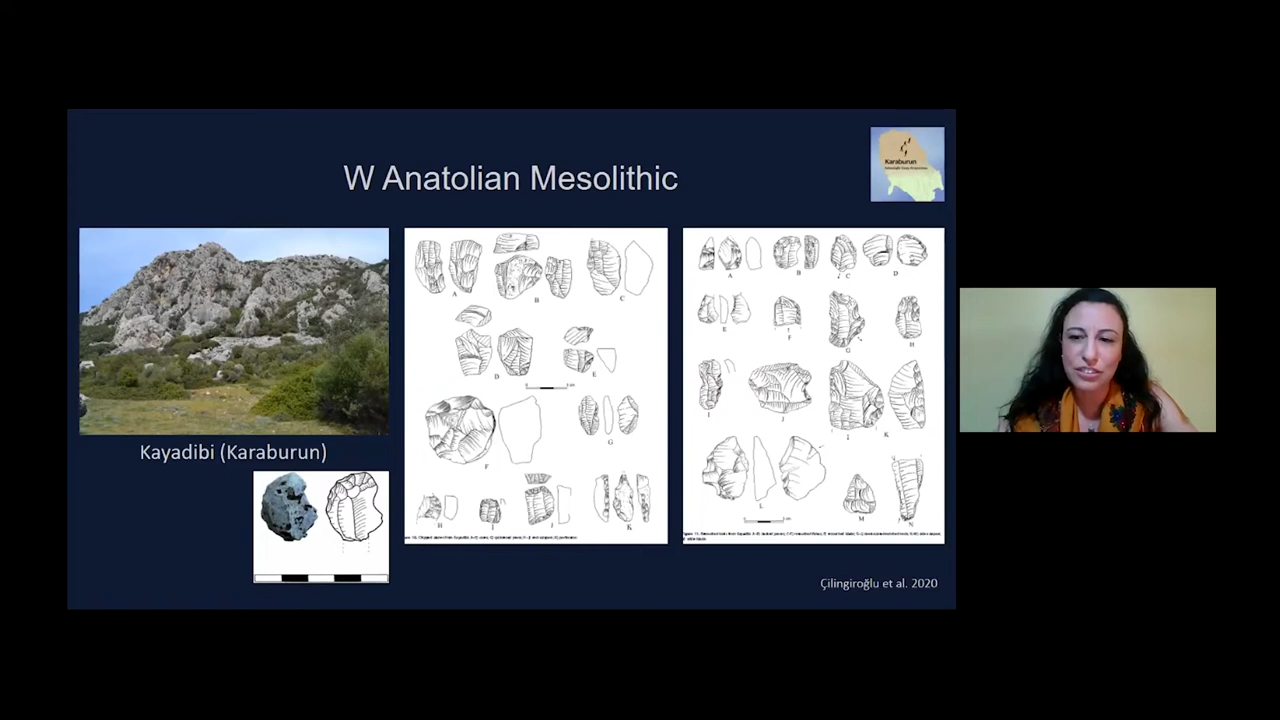 W Anatolian Mesolithic
Karaburun
Kayadibi (Karaburun)
A
B
C
D
E
F
G
H
I
J
K
A
B
C
D
E
F
G
H
I
J
K
L
M
N
Çilingiroğlu et al. 2020